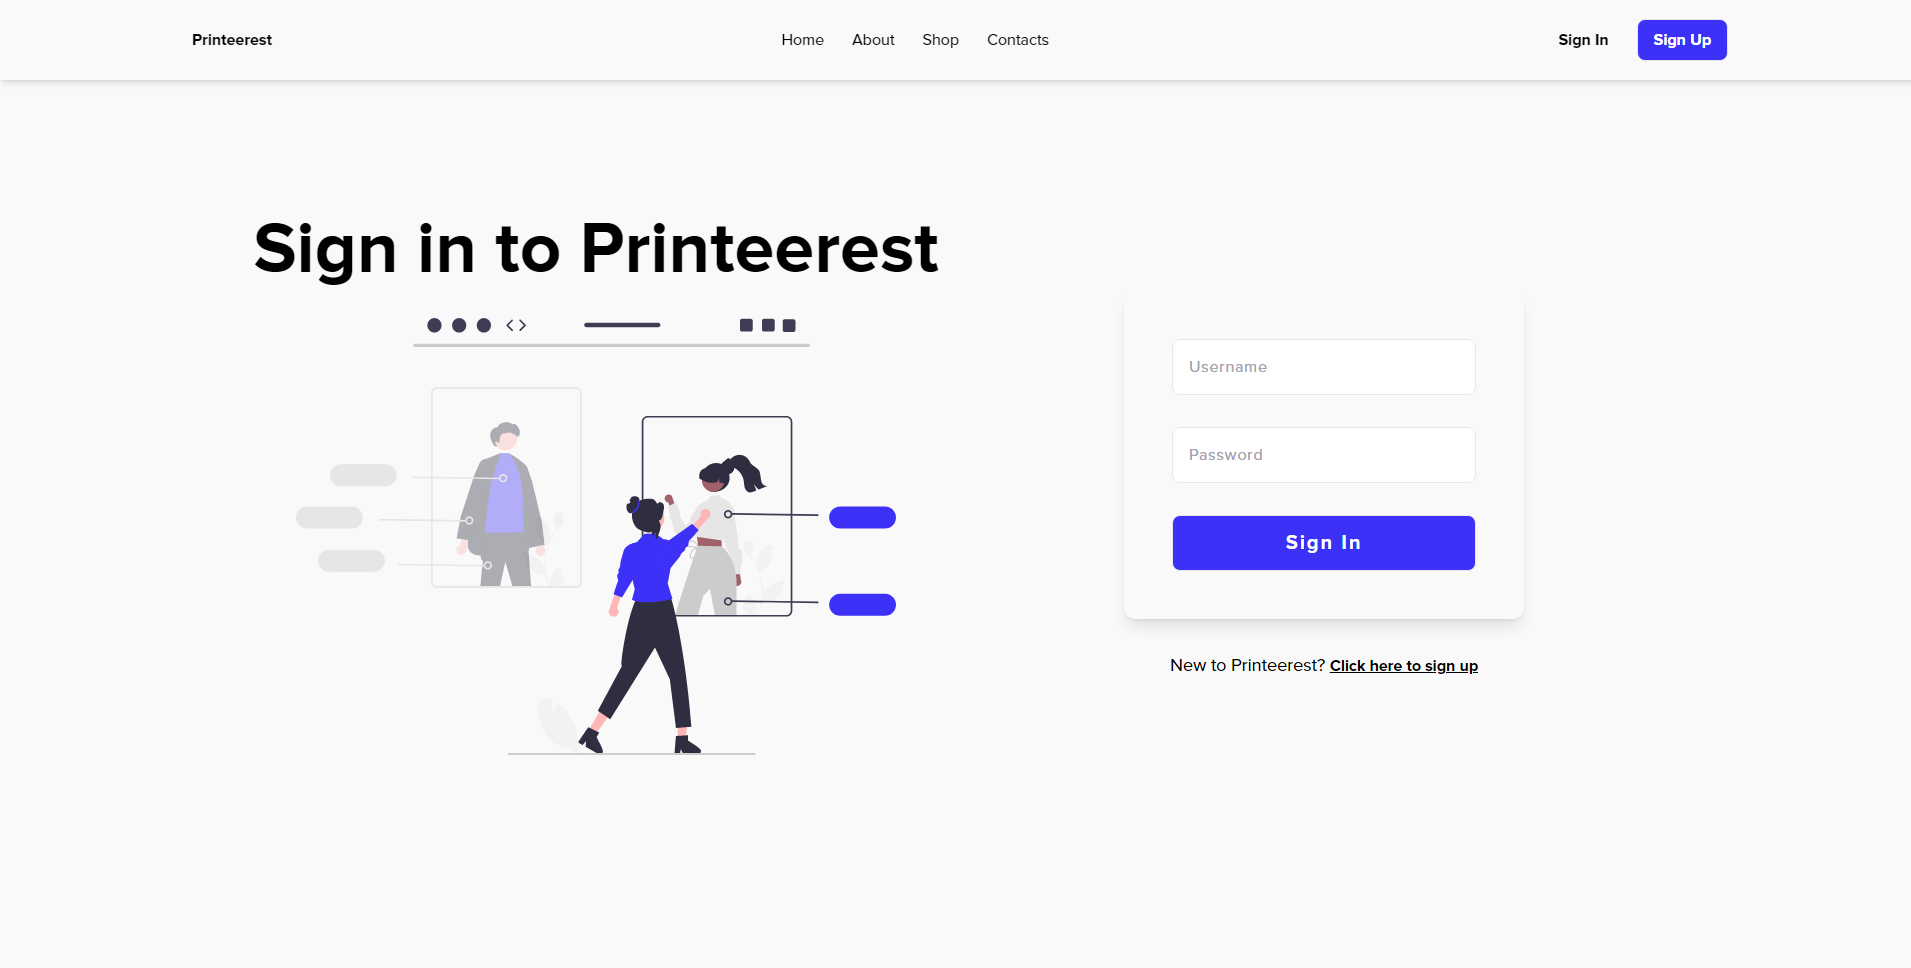 Printeerest
Home About Shop Contacts
Sign In Sign Up
Sign in to Printeerest
Username
Password
Sign In
New to Printeerest? Click here to sign up